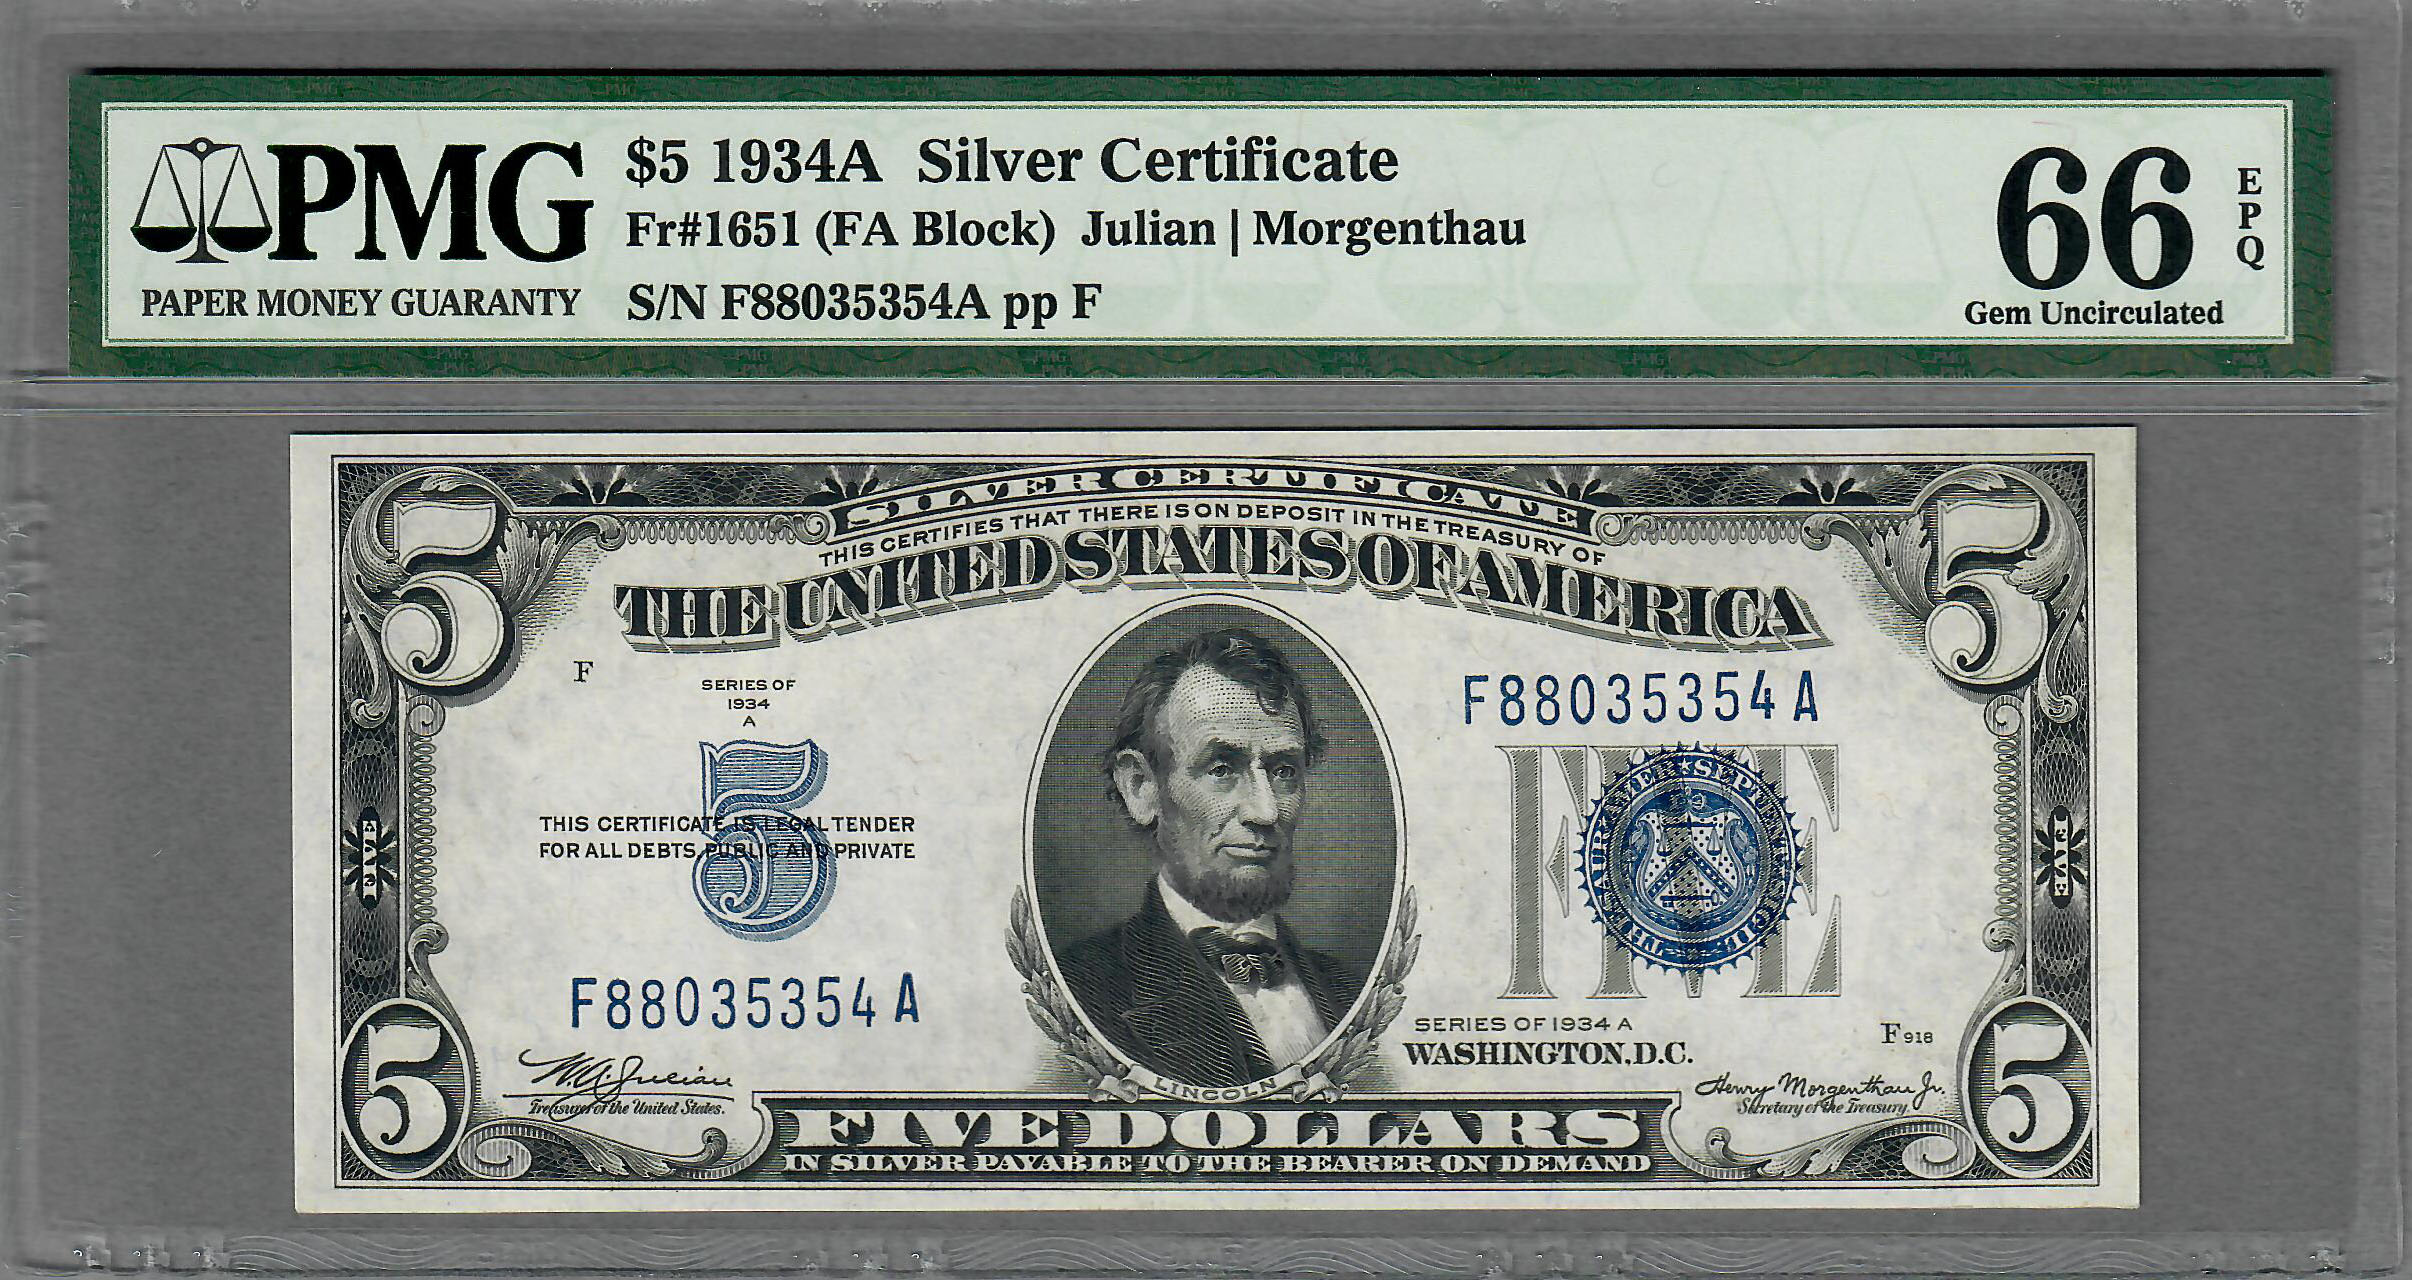 PMG
PAPER MONEY GUARANTY
$5 1934A Silver Certificate
Fr#1651 (FA Block) Julian | Morgenthau
S/N F88035354A pp F
66
EPQ
Gem Uncirculated
SILVER CERTIFICATE
THIS CERTIFIES THAT THERE IS ON DEPOSIT IN THE TREASURY OF
THE UNITED STATES OF AMERICA
5
5
F
SERIES OF
1934
A
F88035354A
5
THIS CERTIFICATE IS LEGAL TENDER
FOR ALL DEBTS, PUBLIC AND PRIVATE
FIVE
FIVE
FIVE
F88035354A
SERIES OF 1934 A
WASHINGTON, D.C.
F918
W.A. Julian
Treasurer of the United States.
LINCOLN
Henry Morgenthau Jr.
Secretary of the Treasury.
5
5
FIVE DOLLARS
IN SILVER PAYABLE TO THE BEARER ON DEMAND